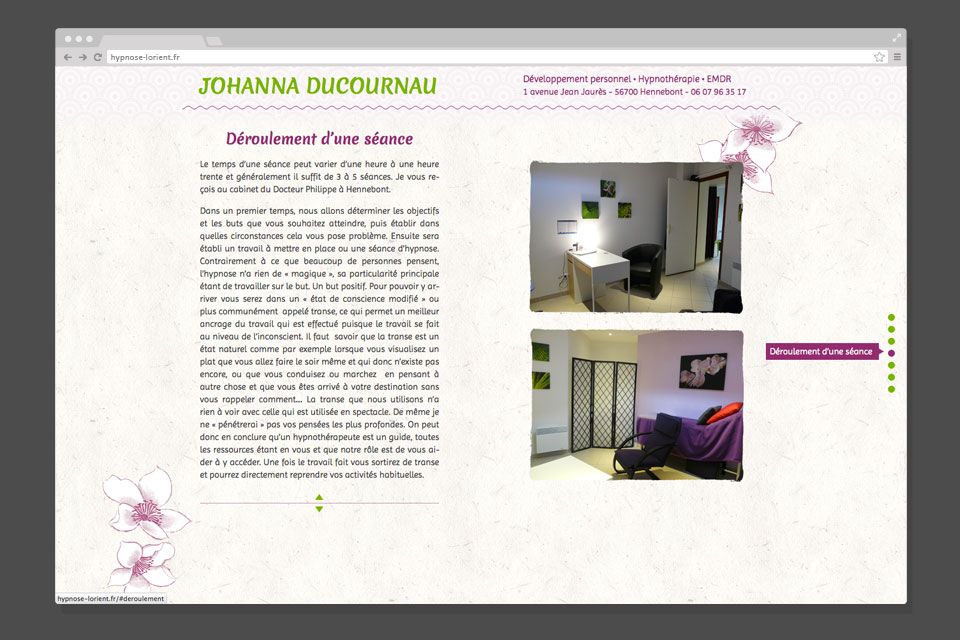 hypnose-lorient.fr
JOHANNA DUCOURNAU
Développement personnel • Hypnothérapie • EMDR
1 avenue Jean Jaurès - 56700 Hennebont - 06 07 96 35 17
Déroulement d'une séance
Le temps d'une séance peut varier d'une heure à une heure
trente et généralement il suffit de 3 à 5 séances. Je vous re-
çois au cabinet du Docteur Philippe à Hennebont.
Dans un premier temps, nous allons déterminer les objectifs
et les buts que vous souhaitez atteindre, puis établir dans
quelles circonstances cela vous pose problème. Ensuite sera
établi un travail à mettre en place ou une séance d'hypnose.
Contrairement à ce que beaucoup de personnes pensent,
l'hypnose n'a rien de « magique », sa particularité principale
étant de travailler sur le but. Un but positif. Pour pouvoir y ar-
river vous serez dans un « état de conscience modifié » ou
plus communément appelé transe, ce qui permet un meilleur
ancrage du travail qui est effectué puisque le travail se fait
au niveau de l'inconscient. Il faut savoir que la transe est un
état naturel comme par exemple lorsque vous visualisez un
plat que vous allez faire le soir même et qui donc n'existe pas
encore, ou que vous conduisez ou marchez en pensant à
autre chose et que vous êtes arrivé à votre destination sans
vous rappeler comment... La transe que nous utilisons n'a
rien à voir avec celle qui est utilisée en spectacle. De même je
ne « pénétrerai » pas vos pensées les plus profondes. On peut
donc en conclure qu'un hypnothérapeute est un guide, toutes
les ressources étant en vous et que notre rôle est de vous ai-
der à y accéder. Une fois le travail fait vous sortirez de transe
et pourrez directement reprendre vos activités habituelles.
Déroulement d'une séance
hypnose-lorient.fr/#deroulement